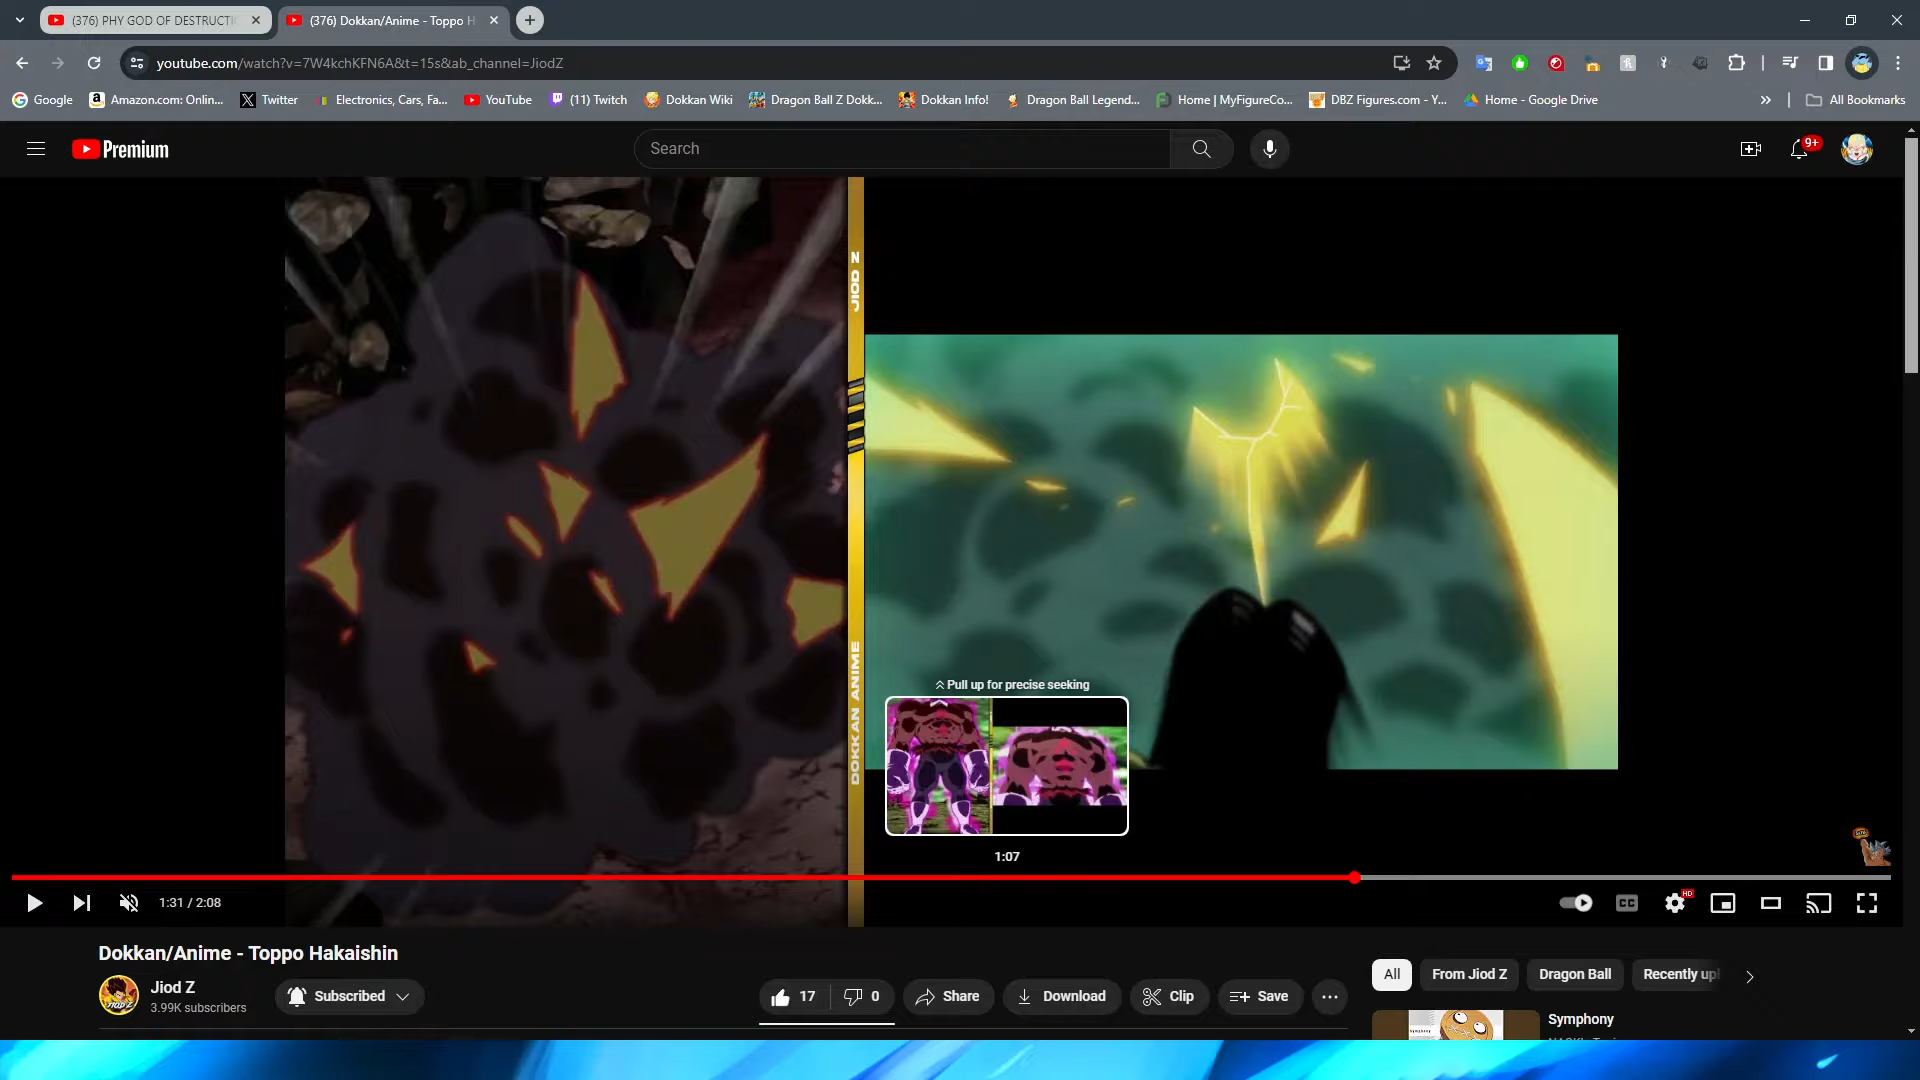 (376) PHY GOD OF DESTRUCTI
(376) Dokkan/Anime - Toppo H
youtube.com/watch?v=7W4kchKFN6A&t=15s&ab_channel=JiodZ
Google
Amazon.com: Onlin...
Twitter
Electronics, Cars, Fa...
YouTube
(11) Twitch
Dokkan Wiki
Dragon Ball Z Dokk...
Dokkan Info!
Dragon Ball Legend...
Home | MyFigureCo...
DBZ Figures.com - Y...
Home - Google Drive
All Bookmarks
Premium
Search
9+
JIOD Z
DOKKAN ANIME
Pull up for precise seeking
1:07
1:31 / 2:08
CC
HD
Dokkan/Anime - Toppo Hakaishin
Jiod Z
3.99K subscribers
Subscribed
17
0
Share
Download
Clip
Save
All
From Jiod Z
Dragon Ball
Recently upl
Symphony